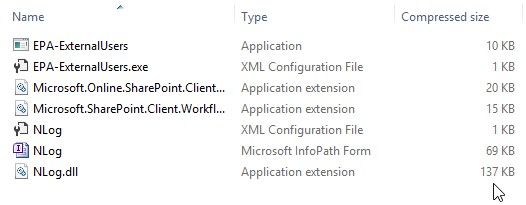 Name Type Compressed size
EPA-ExternalUsers Application 10 KB
EPA-ExternalUsers.exe XML Configuration File 1 KB
Microsoft.Online.SharePoint.Client... Application extension 20 KB
Microsoft.SharePoint.Client.Workfl... Application extension 15 KB
NLog XML Configuration File 1 KB
NLog Microsoft InfoPath Form 69 KB
NLog.dll Application extension 137 KB